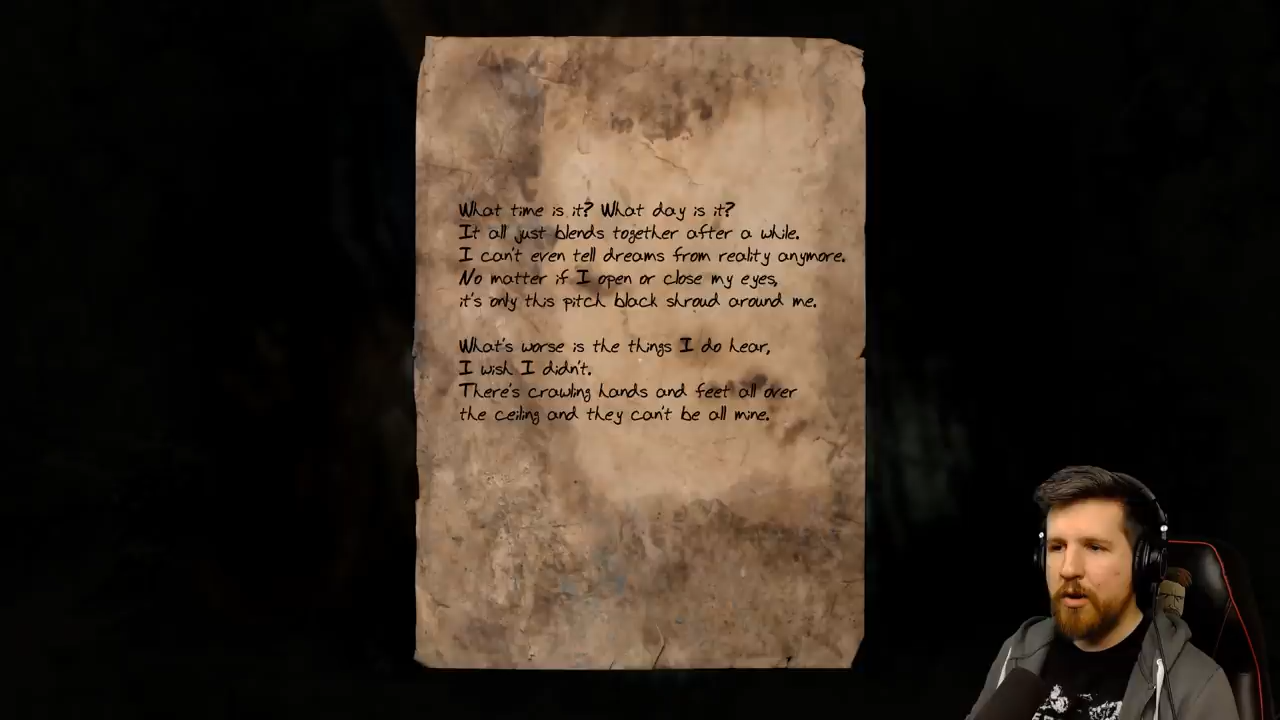 What time is it? What day is it?
It all just blends together after a while.
I can't even tell dreams from reality anymore.
No matter if I open or close my eyes,
it's only this pitch black shroud around me.
What's worse is the things I do hear,
I wish I didn't.
There's crawling hands and feet all over
the ceiling and they can't be all mine.